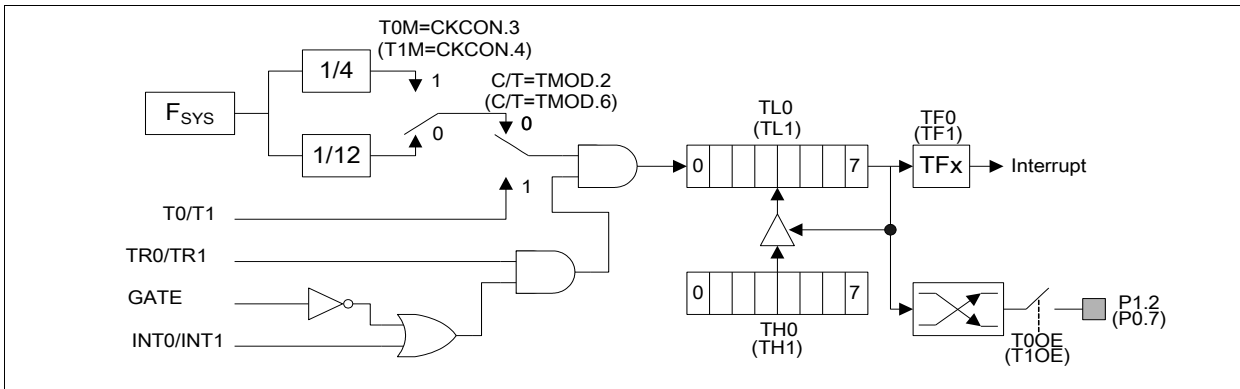 T0M=CKCON.3
(T1M=CKCON.4)
1/4
1
C/T=TMOD.2
(C/T=TMOD.6)
FSYS
0
0
1/12
1
T0/T1
TR0/TR1
GATE
INT0/INT1
TL0
(TL1)
0
7
TF0
(TF1)
TFx
Interrupt
0
7
TH0
(TH1)
P1.2
(P0.7)
T0OE
(T1OE)